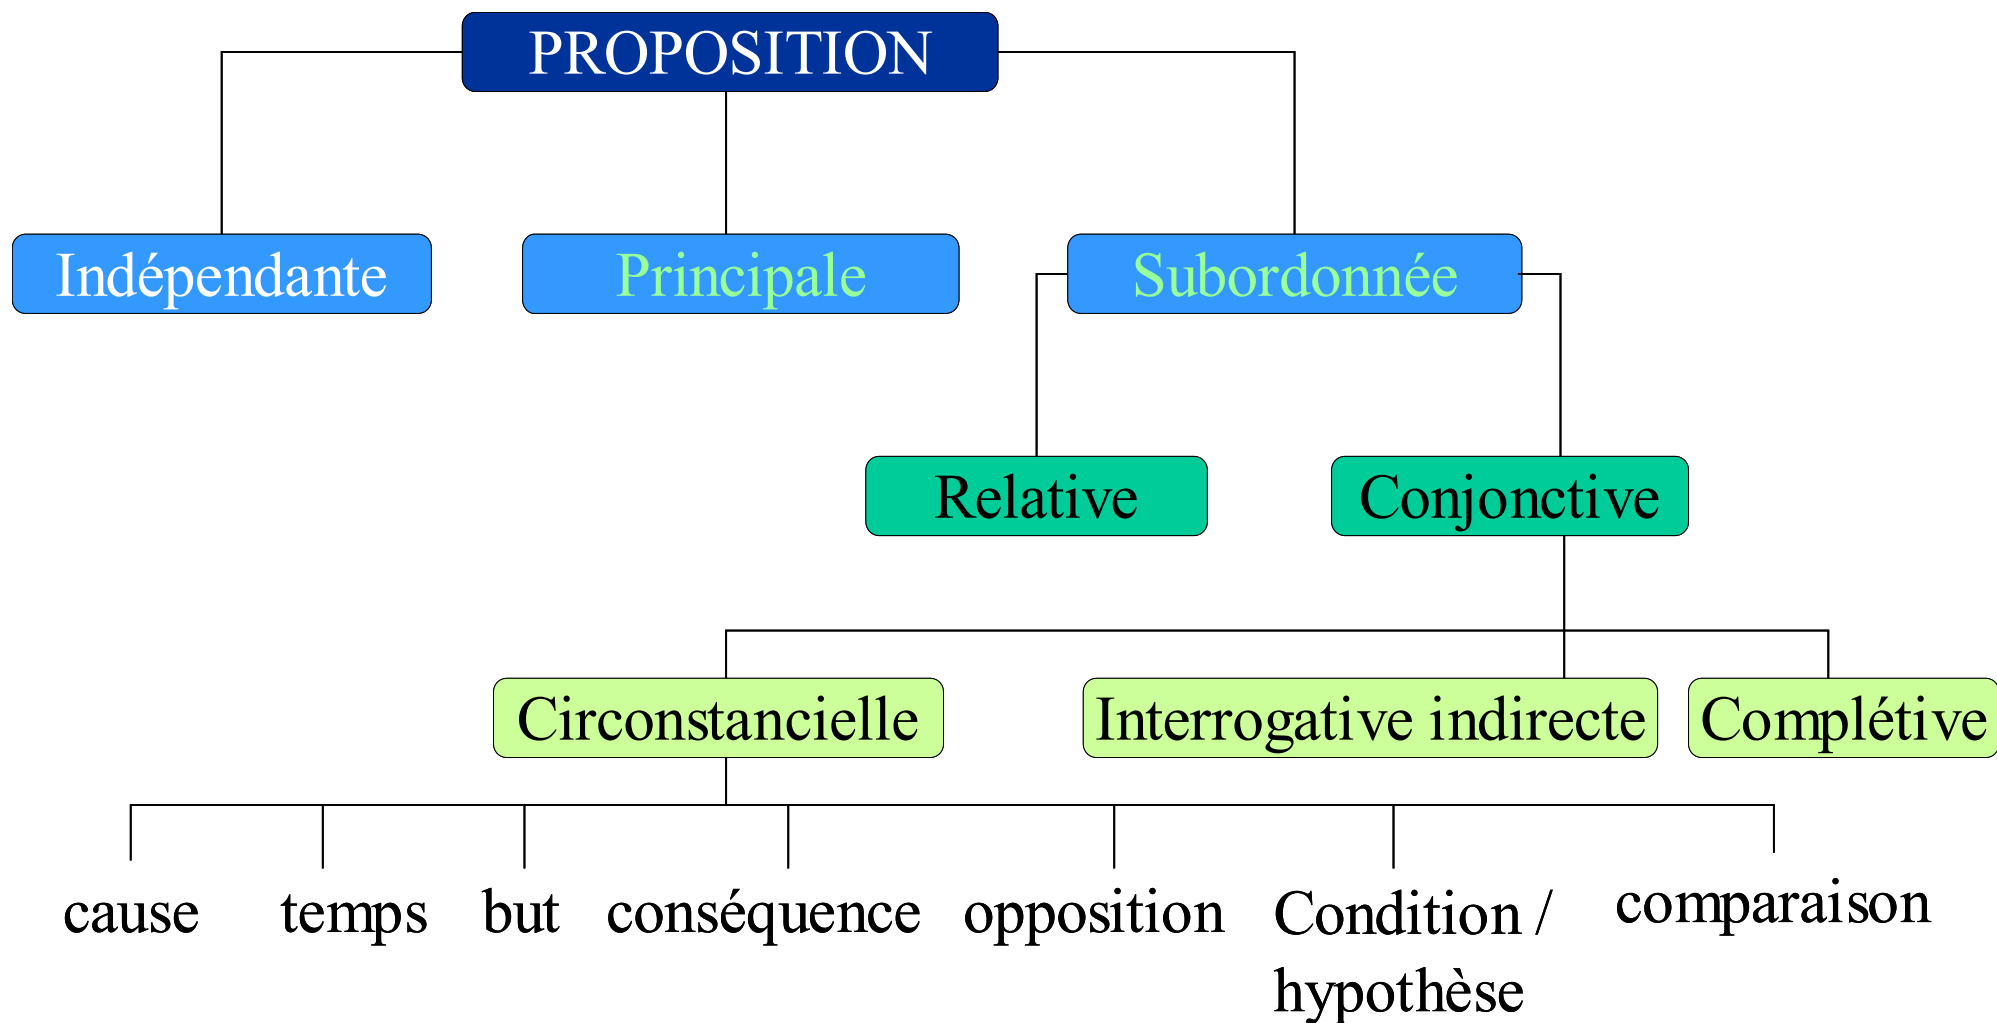 PROPOSITION
Indépendante
Principale
Subordonnée
Relative
Conjonctive
Circonstancielle
Interrogative indirecte
Complétive
cause
temps
but
conséquence
opposition
Condition /
hypothèse
comparaison